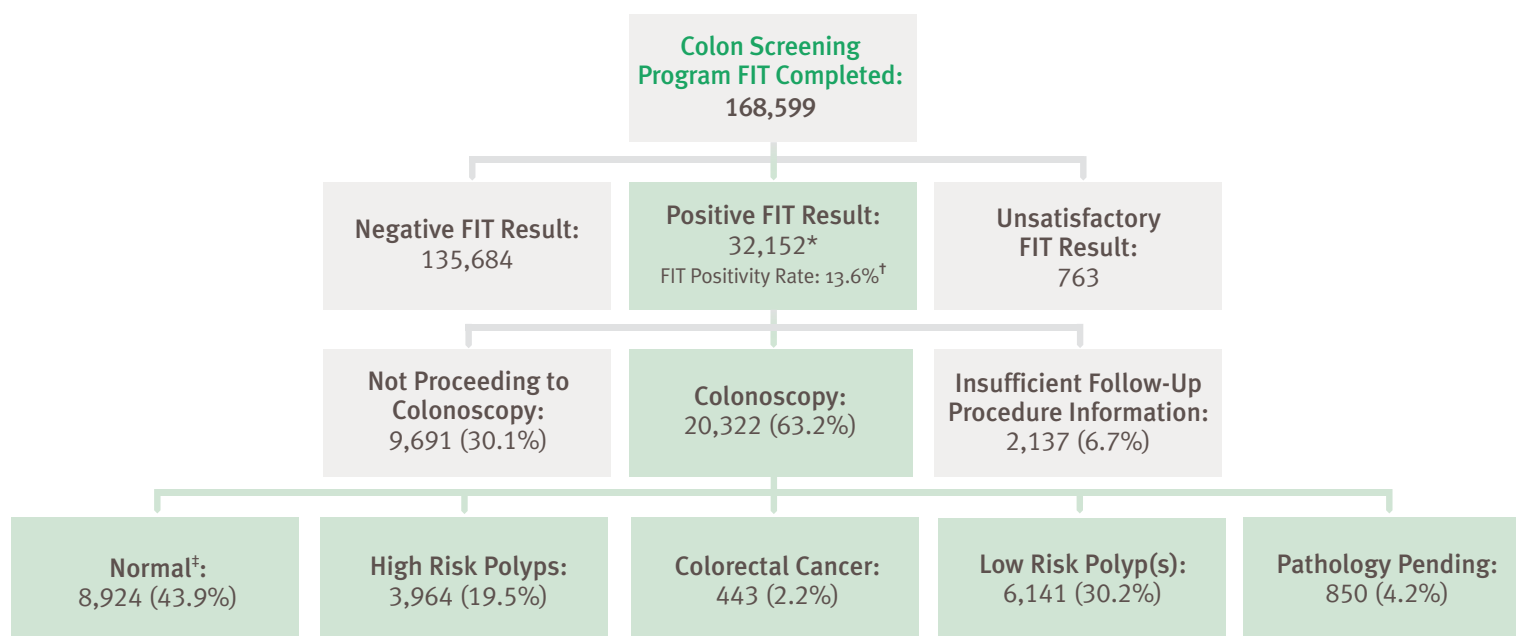 Colon Screening
Program FIT Completed:
168,599
Negative FIT Result:
135,684
Positive FIT Result:
32,152*
FIT Positivity Rate: 13.6%†
Unsatisfactory
FIT Result:
763
Not Proceeding to
Colonoscopy:
9,691 (30.1%)
Colonoscopy:
20,322 (63.2%)
Insufficient Follow-Up
Procedure Information:
2,137 (6.7%)
Normal‡:
8,924 (43.9%)
High Risk Polyps:
3,964 (19.5%)
Colorectal Cancer:
443 (2.2%)
Low Risk Polyp(s):
6,141 (30.2%)
Pathology Pending:
850 (4.2%)